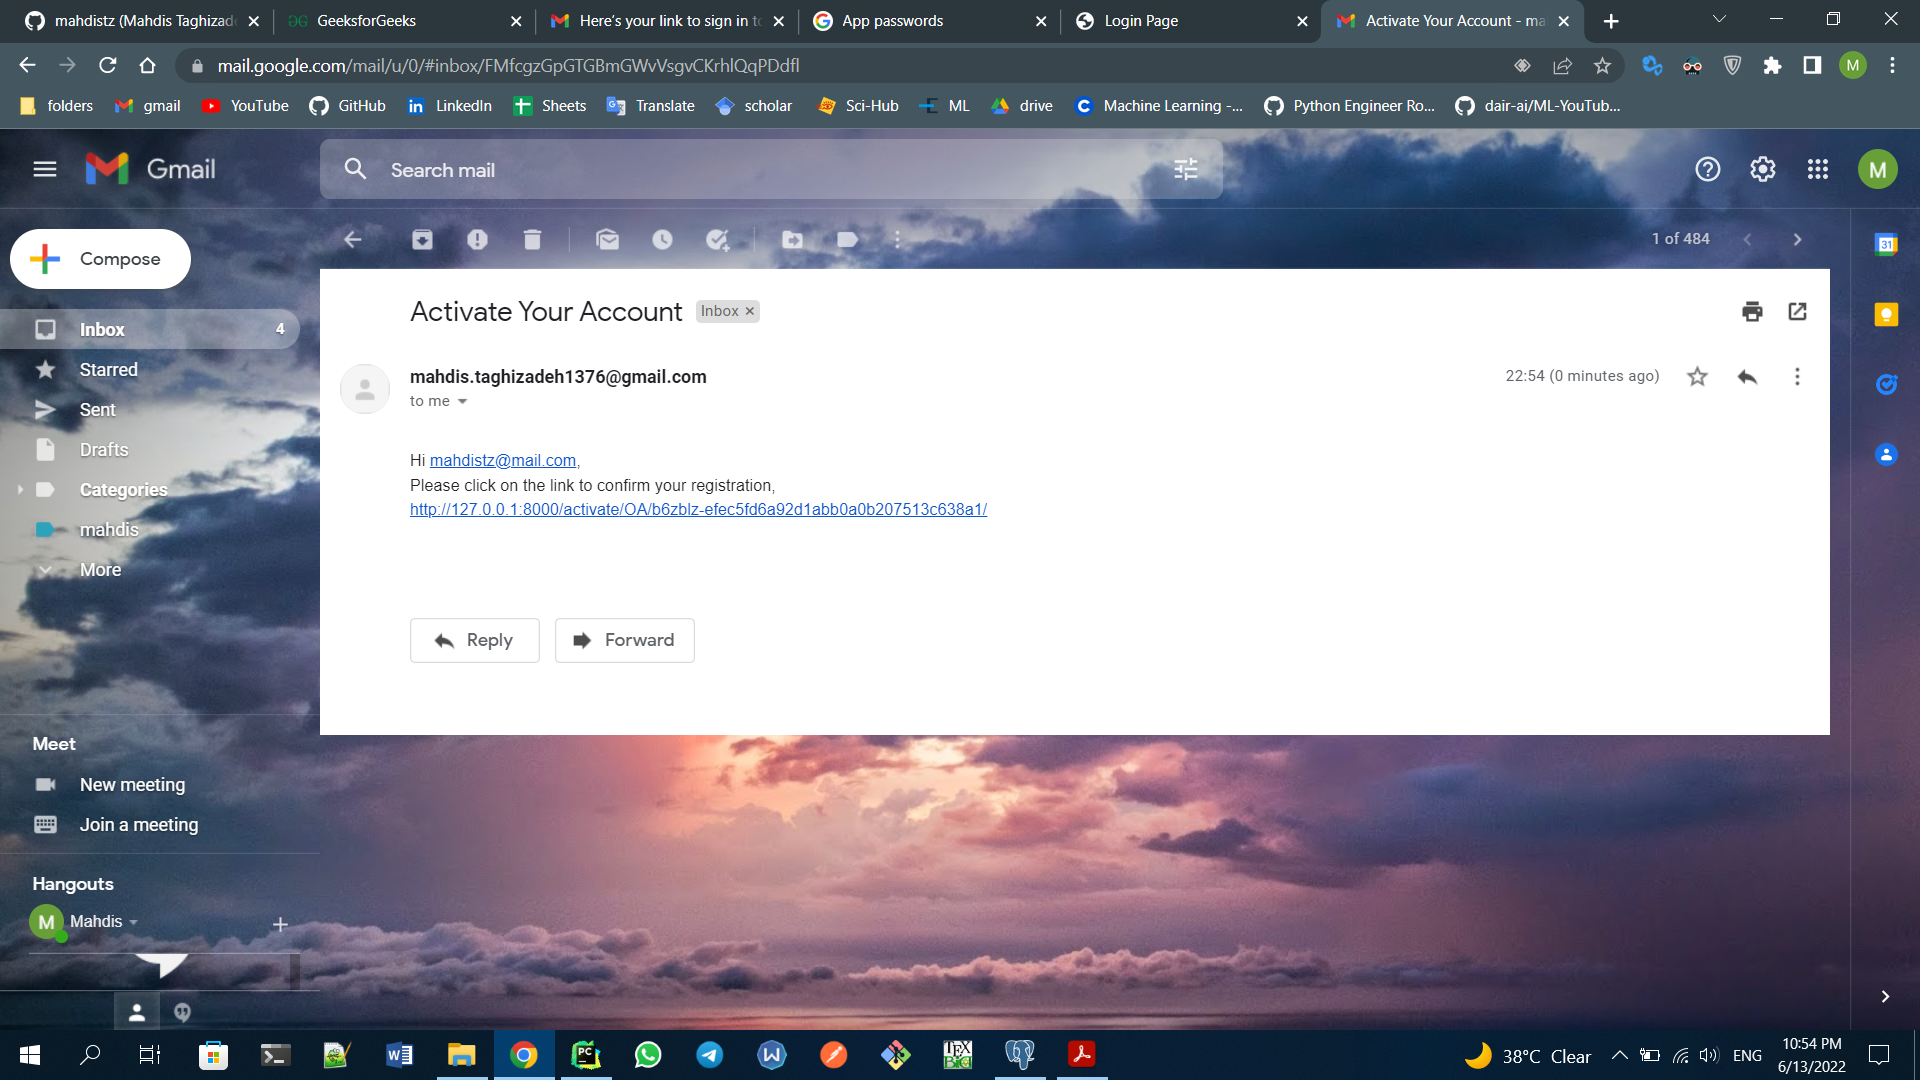 mahdistz (Mahdis Taghizad
GeeksforGeeks
Here's your link to sign in to
App passwords
Login Page
Activate Your Account - ma
mail.google.com/mail/u/0/#inbox/FMfcgzGpGTGBmGWvVsgvCKrhlQqPDdfl
M
folders
gmail
YouTube
GitHub
LinkedIn
Sheets
Translate
scholar
Sci-Hub
ML
drive
Machine Learning -...
Python Engineer Ro...
dair-ai/ML-YouTub...
Gmail
Search mail
M
Compose
1 of 484
31
Inbox 4
Starred
Sent
Drafts
Categories
mahdis
More
Activate Your Account
Inbox ×
mahdis.taghizadeh1376@gmail.com
22:54 (0 minutes ago)
to me
Hi mahdistz@mail.com,
Please click on the link to confirm your registration,
http://127.0.0.1:8000/activate/OA/b6zblz-efec5fd6a92d1abb0a0b207513c638a1/
Reply
Forward
Meet
New meeting
Join a meeting
Hangouts
M
Mahdis
38°C Clear
ENG
10:54 PM
6/13/2022